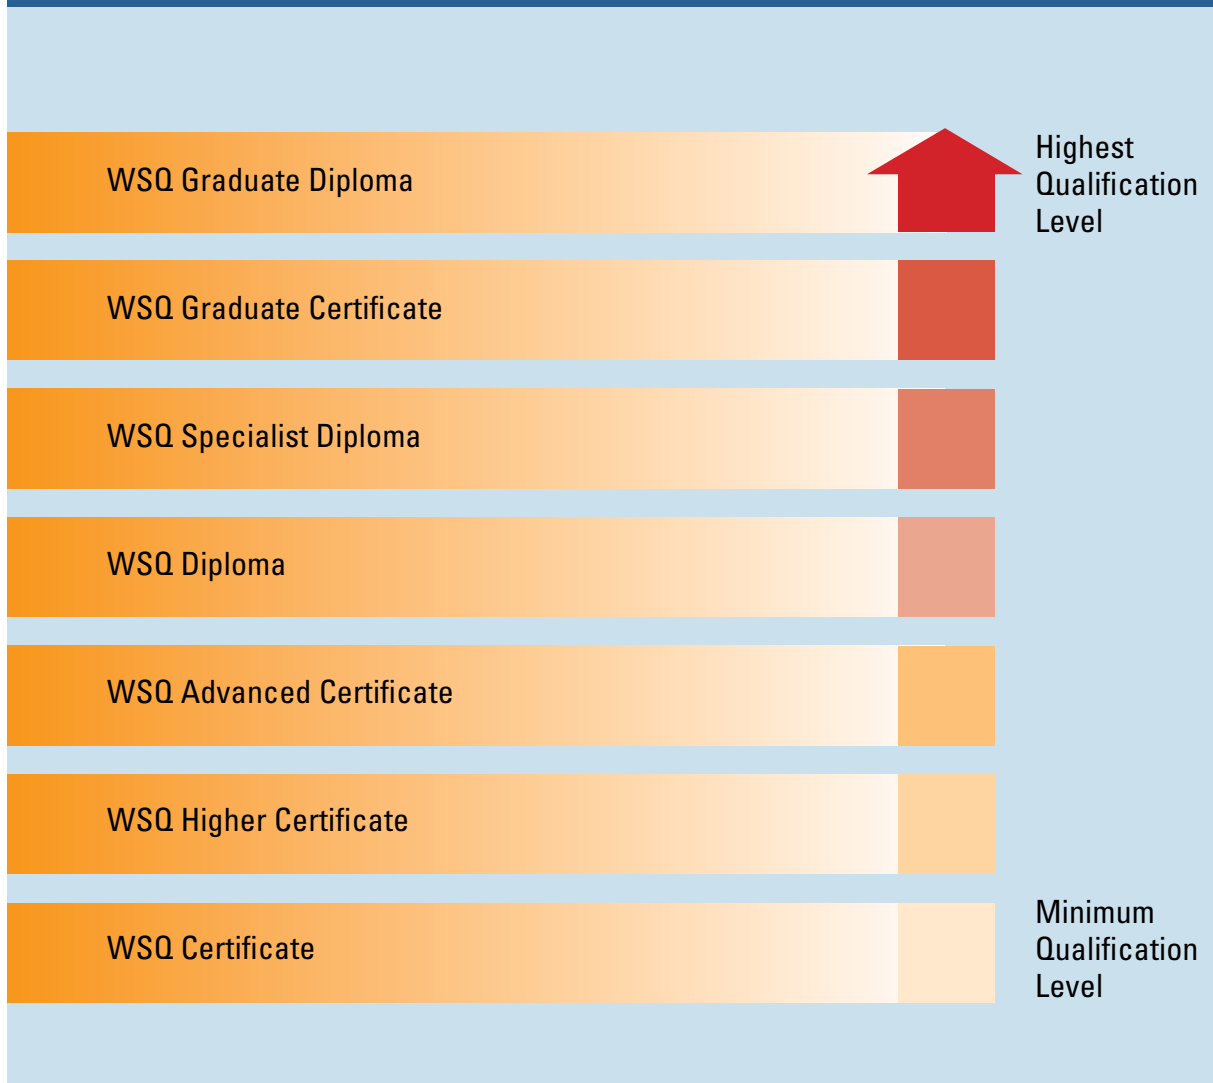 WSQ Graduate Diploma
Highest
Qualification
Level
WSQ Graduate Certificate
WSQ Specialist Diploma
WSQ Diploma
WSQ Advanced Certificate
WSQ Higher Certificate
WSQ Certificate
Minimum
Qualification
Level